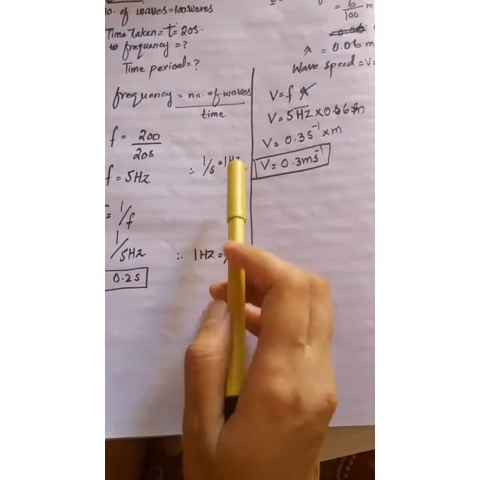 no. of waves=100waves
Time taken=t=20s.
frequency=?
Time period=?
frequency = no. of waves
time
f = 200
20s
f = 5Hz
∴ 1/s = 1Hz
= 1/f
1/5Hz
∴ 1Hz =
0.2s
= 6/100 m
λ = 0.06 m
Wave speed=V=
V=f λ
V=5Hz×0.06m
V=0.3s⁻¹×m
V=0.3ms⁻¹